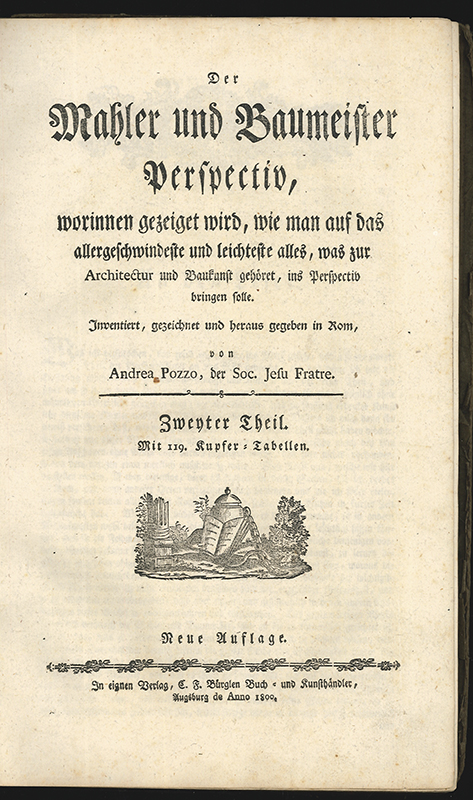 Der
Mahler und Baumeister
Perspectiv,
worinnen gezeiget wird, wie man auf das
allergeschwindeste und leichteste alles, was zur
Architectur und Baukunst gehöret, ins Perspectiv
bringen solle.
Inventiert, gezeichnet und heraus gegeben in Rom,
von
Andrea Pozzo, der Soc. Jesu Fratre.
Zweyter Theil.
Mit 119. Kupfer-Tabellen.
Neue Auflage.
In eignen Verlag, C. F. Bürglen Buch- und Kunsthändler,
Augsburg de Anno 1800.